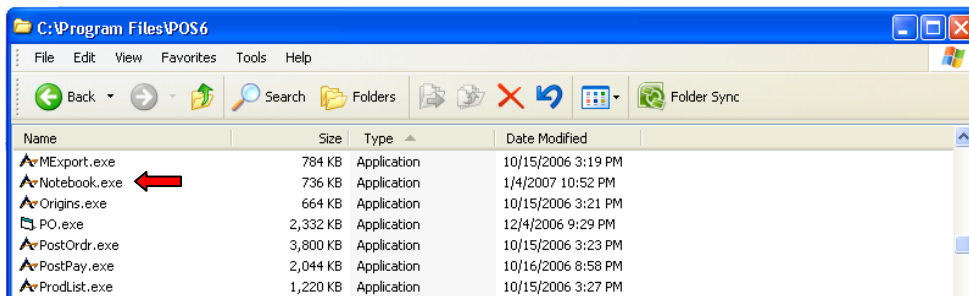 C:\Program Files\POS6
File Edit View Favorites Tools Help
Back Search Folders Folder Sync
Name Size Type Date Modified
MExport.exe 784 KB Application 10/15/2006 3:19 PM
Notebook.exe 736 KB Application 1/4/2007 10:52 PM
Origins.exe 664 KB Application 10/15/2006 3:21 PM
PO.exe 2,332 KB Application 12/4/2006 9:29 PM
PostOrdr.exe 3,800 KB Application 10/15/2006 3:23 PM
PostPay.exe 2,044 KB Application 10/16/2006 8:58 PM
ProdList.exe 1,220 KB Application 10/15/2006 3:27 PM